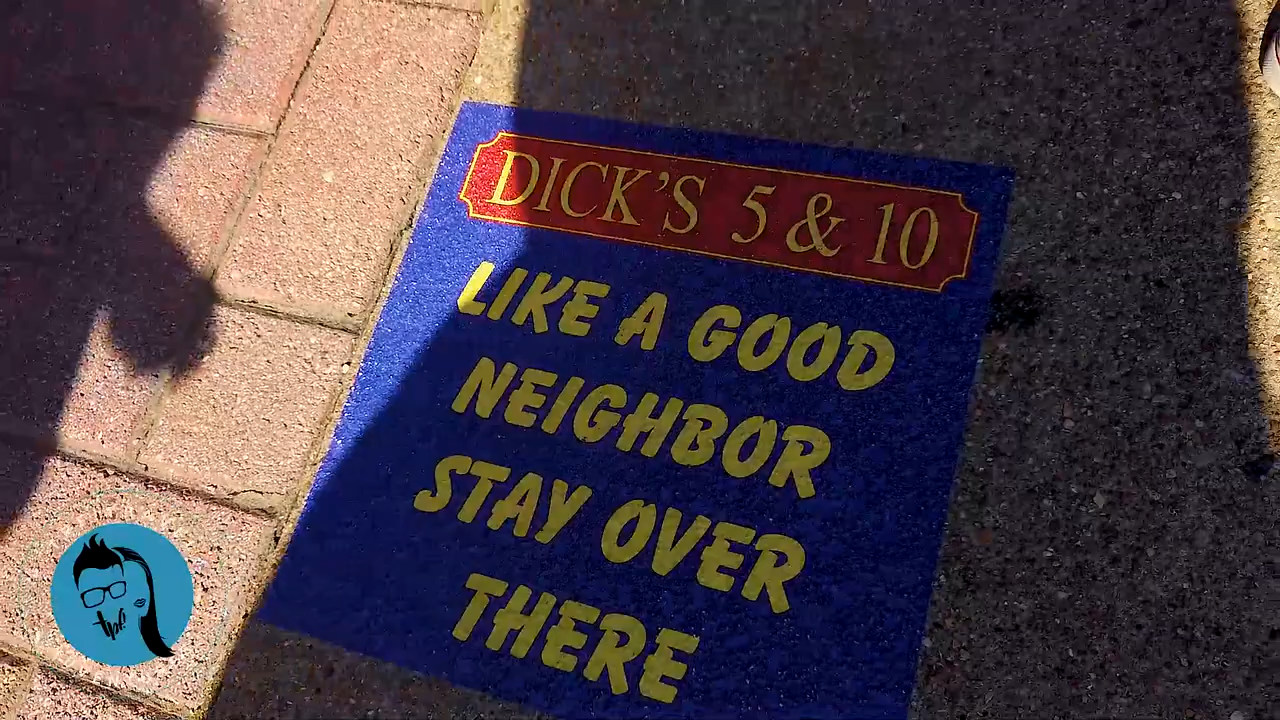 DICK'S 5 & 10
LIKE A GOOD
NEIGHBOR
STAY OVER
THERE